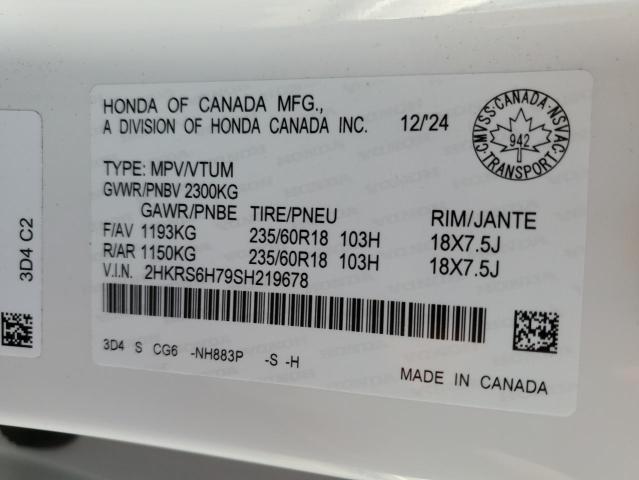 HONDA OF CANADA MFG.,
A DIVISION OF HONDA CANADA INC. 12/'24
TYPE: MPV/VTUM
GVWR/PNBV 2300KG
GAWR/PNBE TIRE/PNEU RIM/JANTE
F/AV 1193KG 235/60R18 103H 18X7.5J
R/AR 1150KG 235/60R18 103H 18X7.5J
V.I.N. 2HKRS6H79SH219678
3D4 S CG6 -NH883P -S -H
MADE IN CANADA
CMVSS·CANADA·NSVAC·TRANSPORT·
942
3D4 C2
HONDA